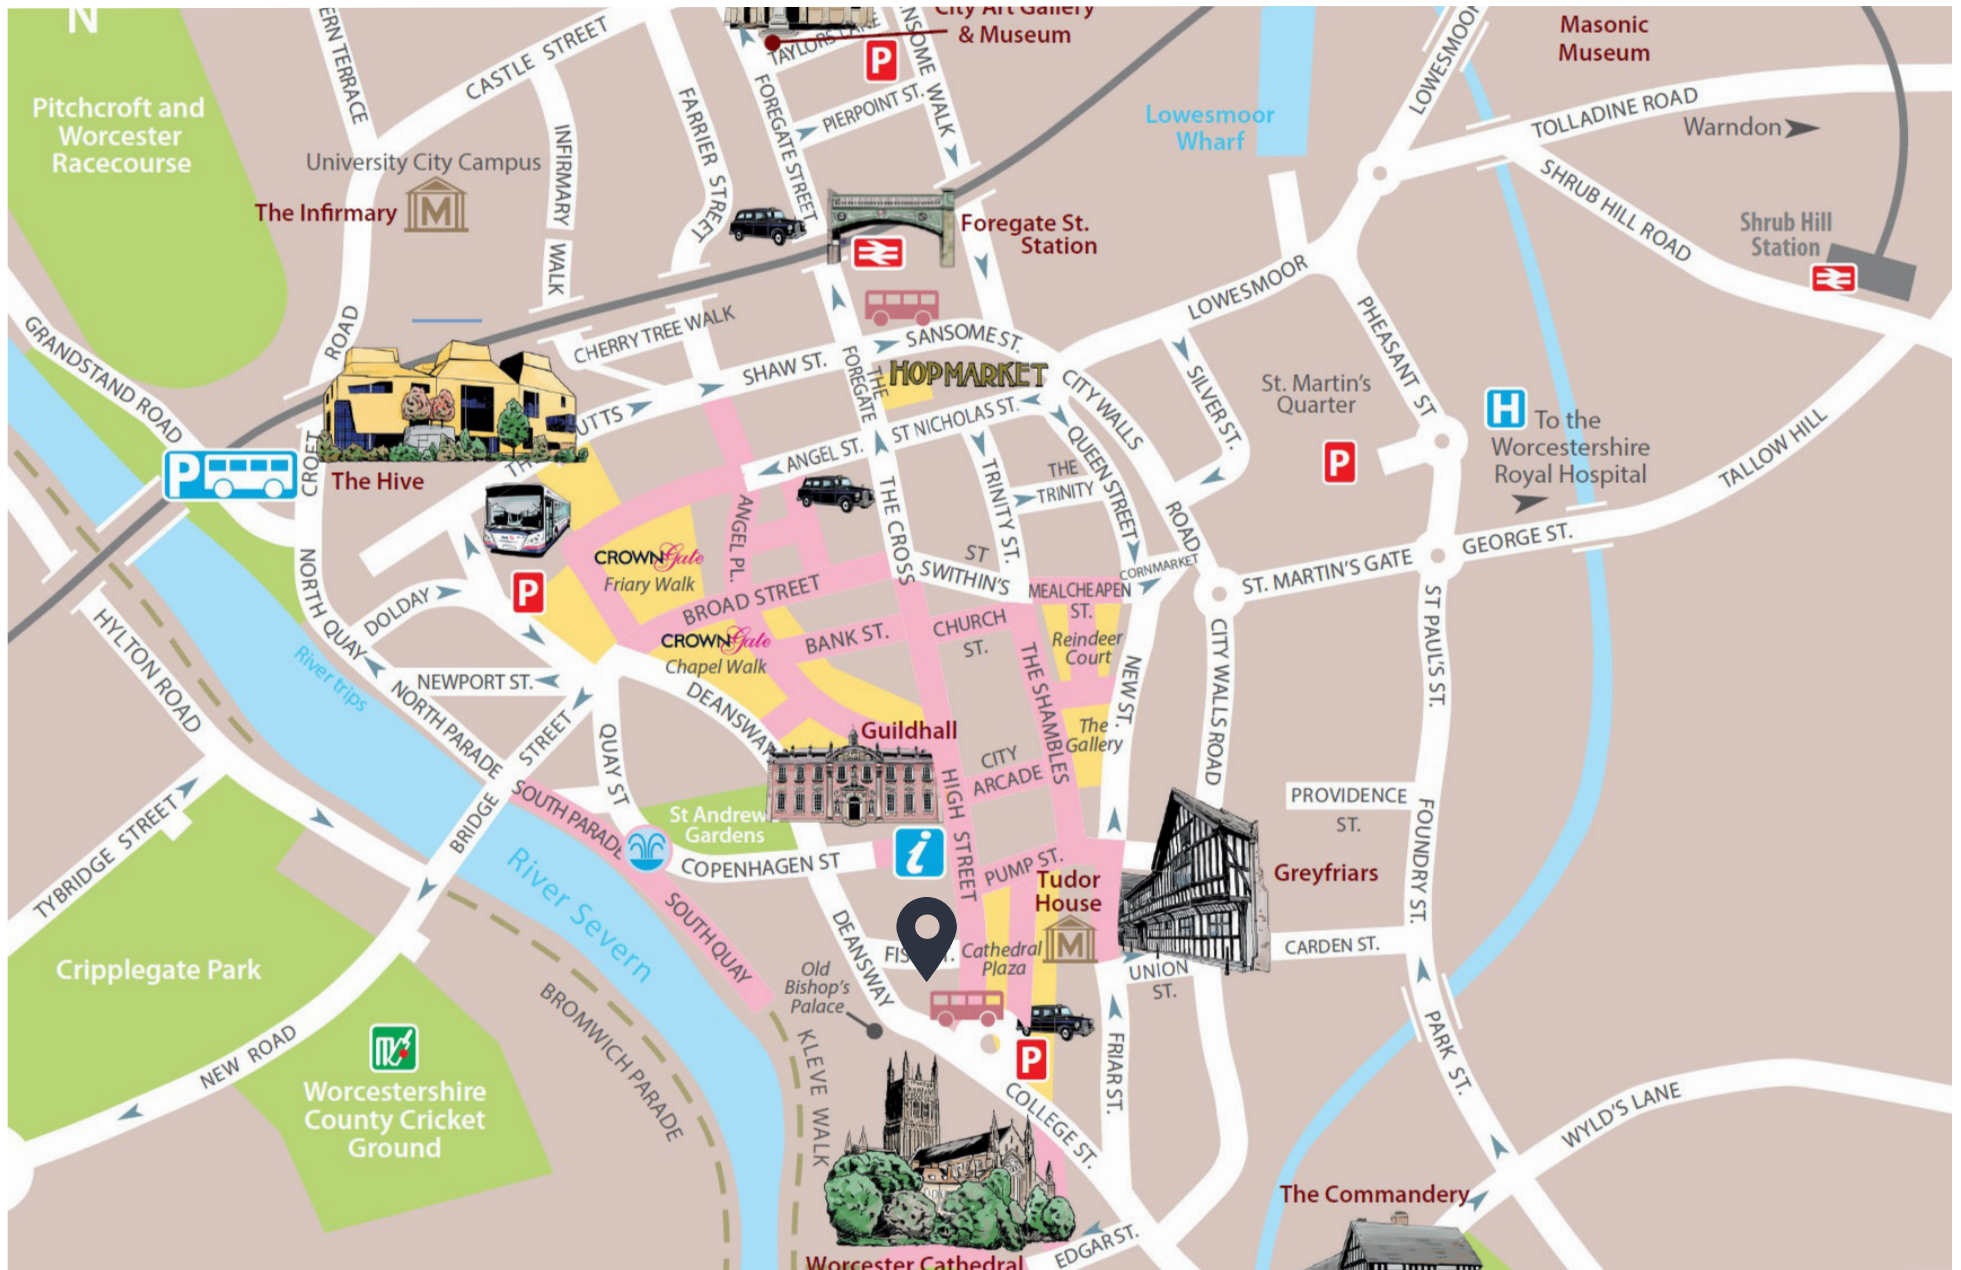 N
City Art Gallery
& Museum
Masonic
Museum
TAYLORS LANE
CASTLE STREET
LOWESMOOR
Pitchcroft and
Worcester
Racecourse
FARRIER STREET
FOREGATE STREET
PIERPOINT ST.
WALK
Lowesmoor
Wharf
TOLLADINE ROAD
Warndon
University City Campus
INFIRMARY WALK
The Infirmary
M
SHRUB HILL ROAD
Foregate St.
Station
Shrub Hill
Station
P
GRANDSTAND ROAD
CROFT ROAD
CHERRY TREE WALK
SHAW ST.
FOREGATE
SANSOME ST.
LOWESMOOR
PHEASANT ST
THE
HOPMARKET
CITY WALLS ROAD
SILVER ST.
St. Martin's
Quarter
P
H
To the
Worcestershire
Royal Hospital
TALLOW HILL
ST NICHOLAS ST.
ANGEL ST.
QUEEN STREET
P
The Hive
ANGEL PL.
THE CROSS
TRINITY ST.
THE
TRINITY
NORTH QUAY
CROWNGate
Friary Walk
P
DOLDAY
BROAD STREET
ST
SWITHIN'S
MEALCHEAPEN
ST.
CORNMARKET
ST. MARTIN'S GATE
GEORGE ST.
HYLTON ROAD
River trips
NEWPORT ST.
NORTH PARADE
CROWNGate
Chapel Walk
BANK ST.
CHURCH
ST.
Reindeer
Court
THE SHAMBLES
NEW ST.
CITY WALLS ROAD
ST PAUL'S ST.
DEANSWAY
BRIDGE STREET
QUAY ST
Guildhall
CITY
ARCADE
The
Gallery
HIGH STREET
PROVIDENCE
ST.
FOUNDRY ST.
TYBRIDGE STREET
SOUTH PARADE
St Andrew
Gardens
COPENHAGEN ST
i
PUMP ST.
Tudor
House
Greyfriars
River Severn
SOUTH QUAY
DEANSWAY
Cathedral
Plaza
M
UNION
ST.
CARDEN ST.
Cripplegate Park
Old
Bishop's
Palace
BROMWICH PARADE
KLEVE WALK
P
FRIAR ST.
PARK ST.
NEW ROAD
Worcestershire
County Cricket
Ground
COLLEGE ST.
WYLD'S LANE
The Commandery
EDGAR ST.
Worcester Cathedral